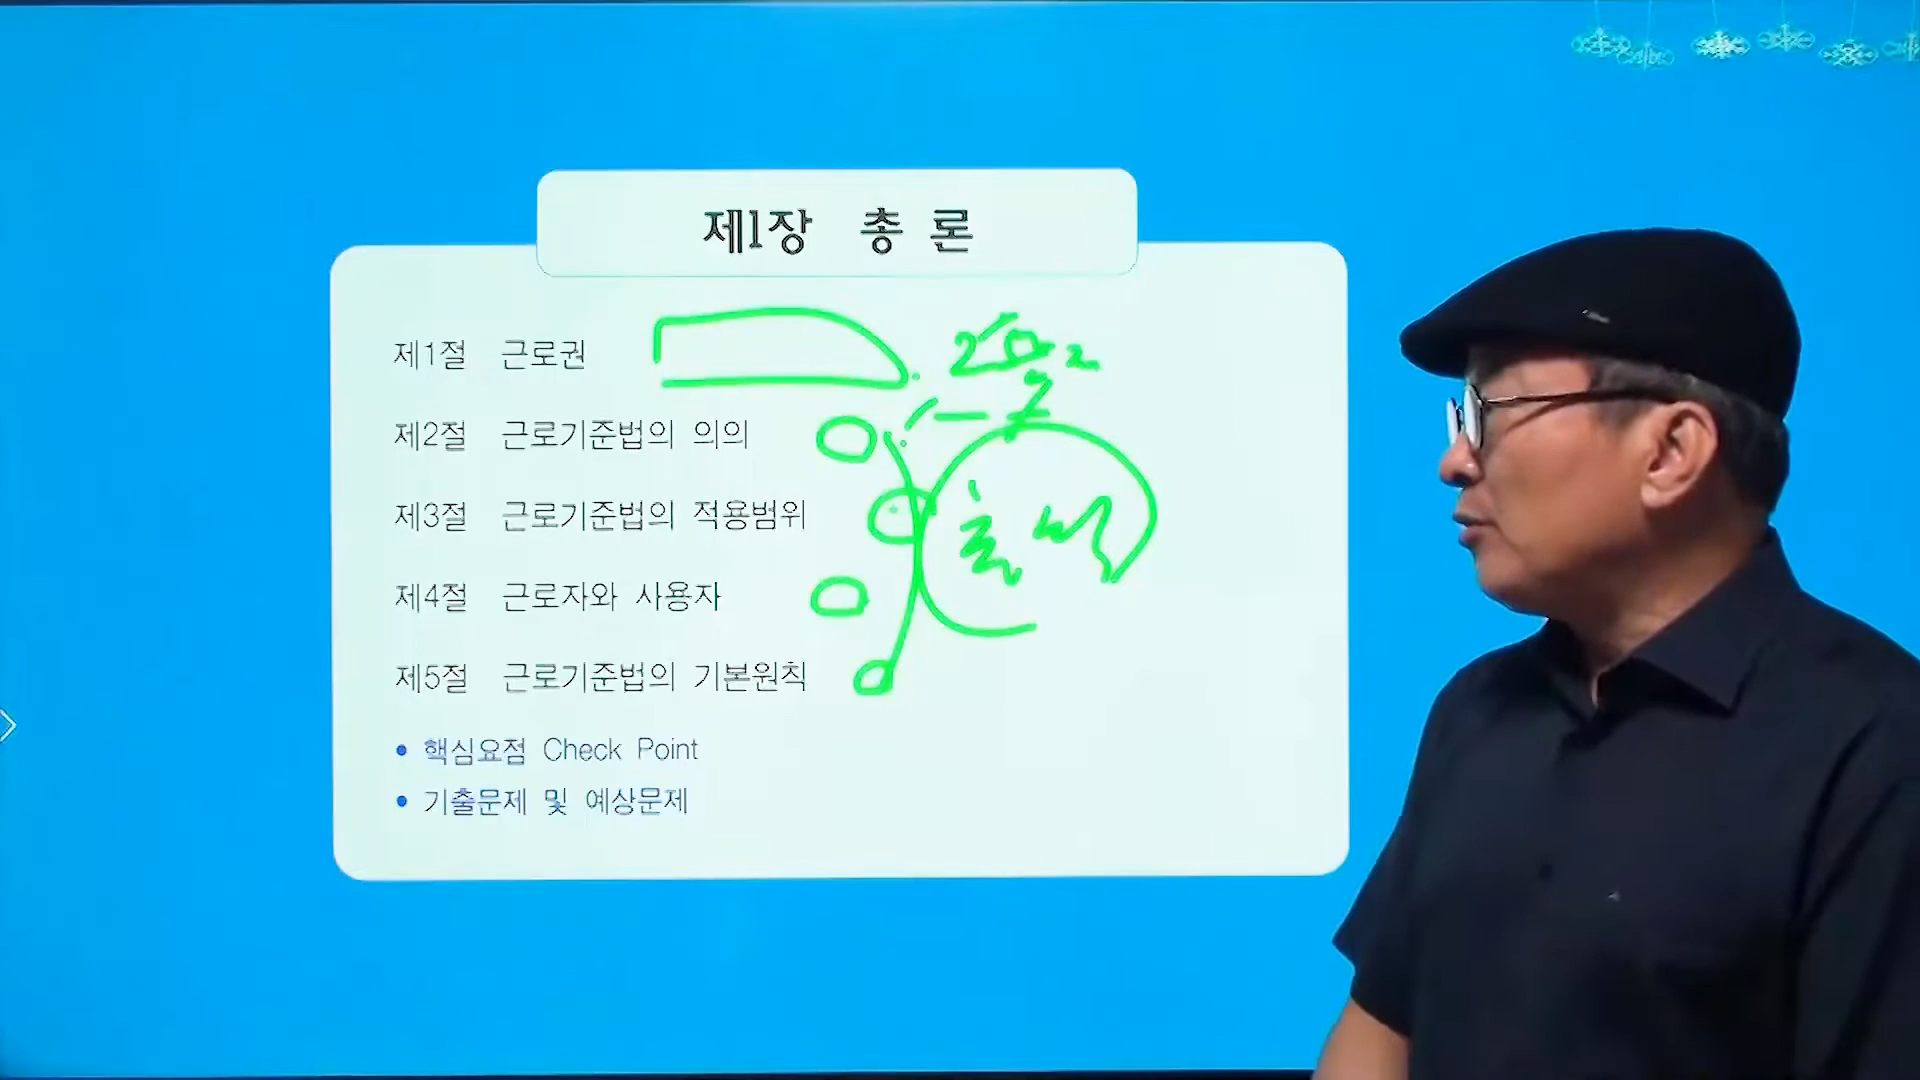 제1장 총 론
제1절 근로권
제2절 근로기준법의 의의
제3절 근로기준법의 적용범위
제4절 근로자와 사용자
제5절 근로기준법의 기본원칙
• 핵심요점 Check Point
• 기출문제 및 예상문제